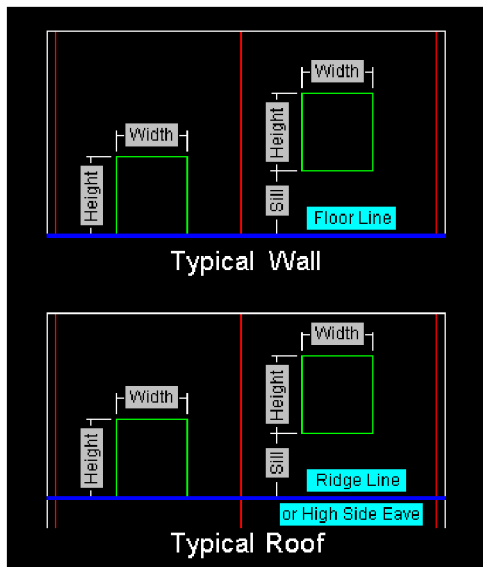 Width
Height
Width
Height
Sill
Floor Line
Typical Wall
Width
Height
Width
Height
Sill
Ridge Line
or High Side Eave
Typical Roof